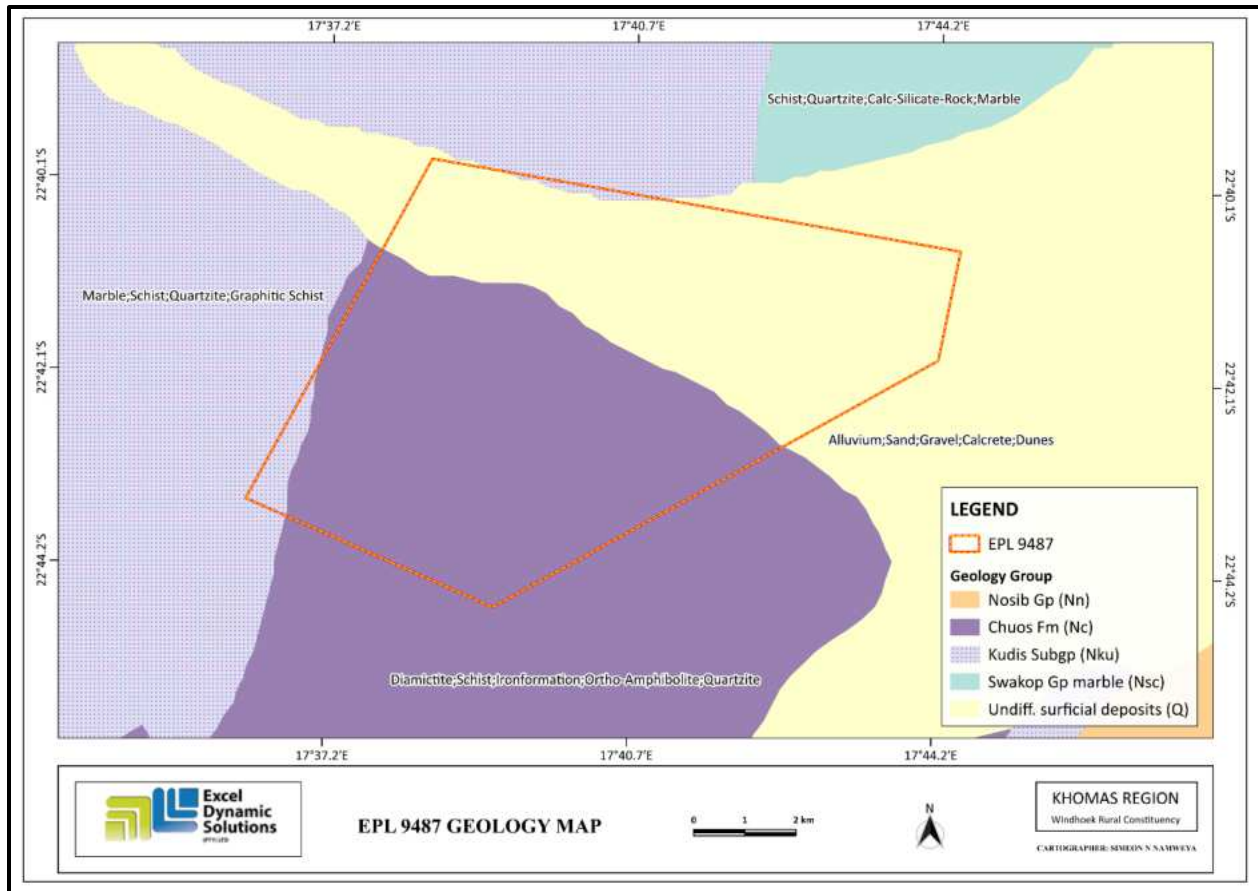 17°37.2'E
17°40.7'E
17°44.2'E
Schist;Quartzite;Calc-Silicate-Rock;Marble
22°40.1'S
22°40.1'S
Marble;Schist;Quartzite;Graphitic Schist
22°42.1'S
22°42.1'S
Alluvium;Sand;Gravel;Calcrete;Dunes
22°44.2'S
22°44.2'S
Diamictite;Schist;Ironformation;Ortho-Amphibolite;Quartzite
LEGEND
EPL 9487
Geology Group
Nosib Gp (Nn)
Chuos Fm (Nc)
Kudis Subgp (Nku)
Swakop Gp marble (Nsc)
Undiff. surficial deposits (Q)
17°37.2'E
17°40.7'E
17°44.2'E
Excel
Dynamic
Solutions
(PTY) LTD
EPL 9487 GEOLOGY MAP
0 1 2 km
N
KHOMAS REGION
Windhoek Rural Constituency
CARTOGRAPHER: SIMEON N NAMWEYA